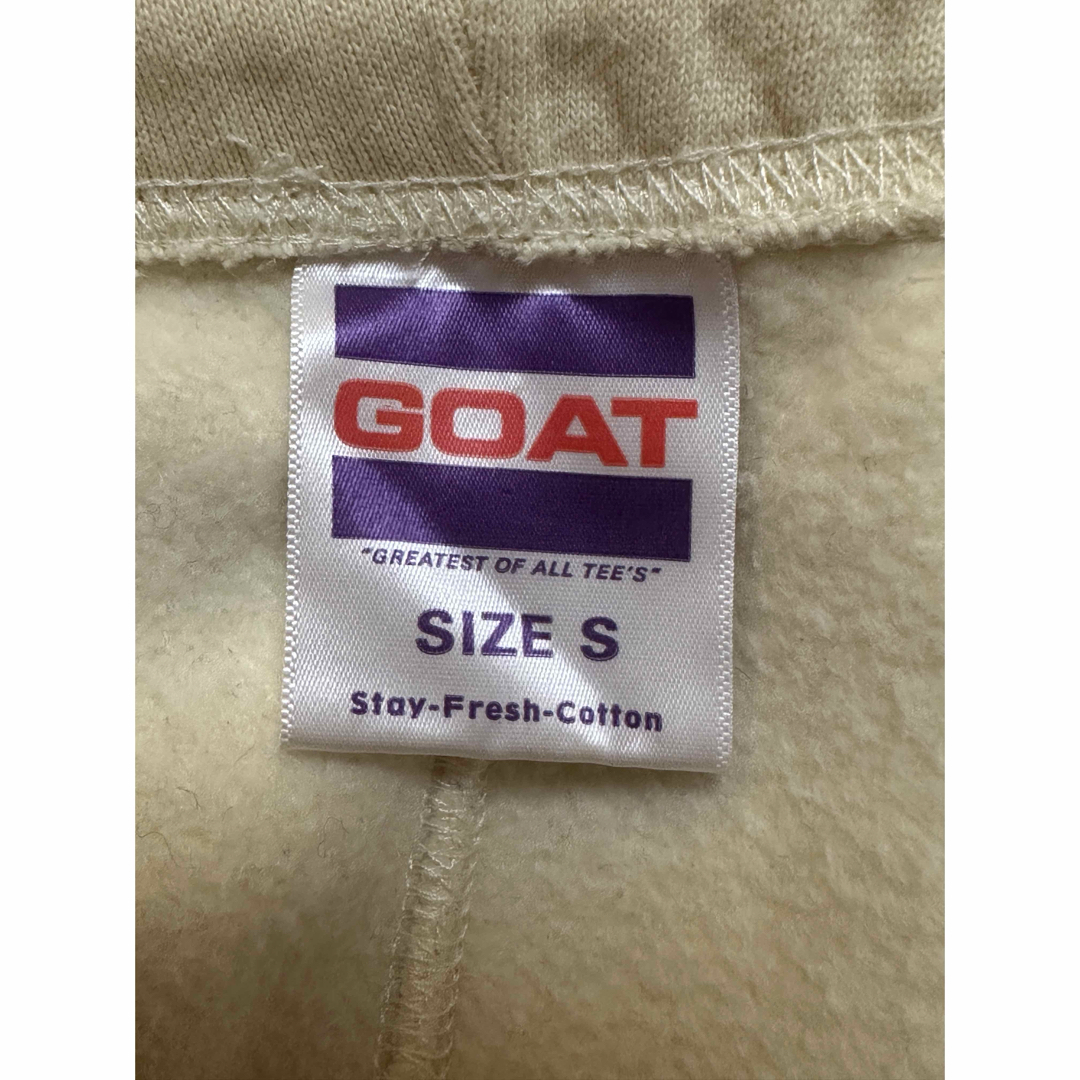 GOAT
"GREATEST OF ALL TEE'S"
SIZE S
Stay-Fresh-Cotton